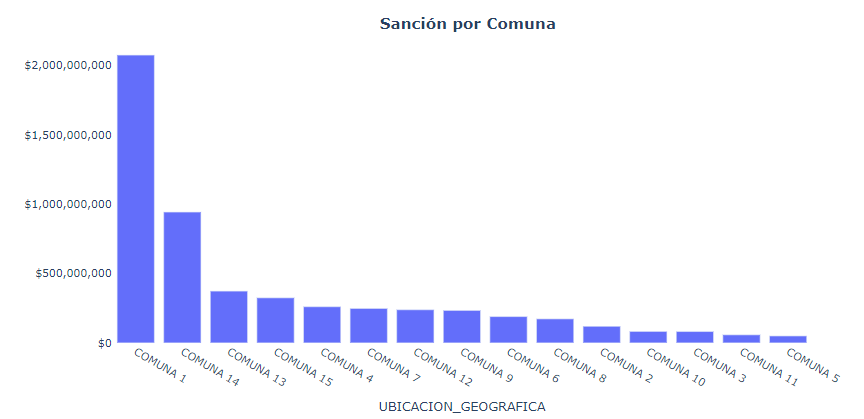 Sanción por Comuna
$2,000,000,000
$1,500,000,000
$1,000,000,000
$500,000,000
$0
COMUNA 1
COMUNA 14
COMUNA 13
COMUNA 15
COMUNA 4
COMUNA 7
COMUNA 12
COMUNA 9
COMUNA 6
COMUNA 8
COMUNA 2
COMUNA 10
COMUNA 3
COMUNA 11
COMUNA 5
UBICACION_GEOGRAFICA